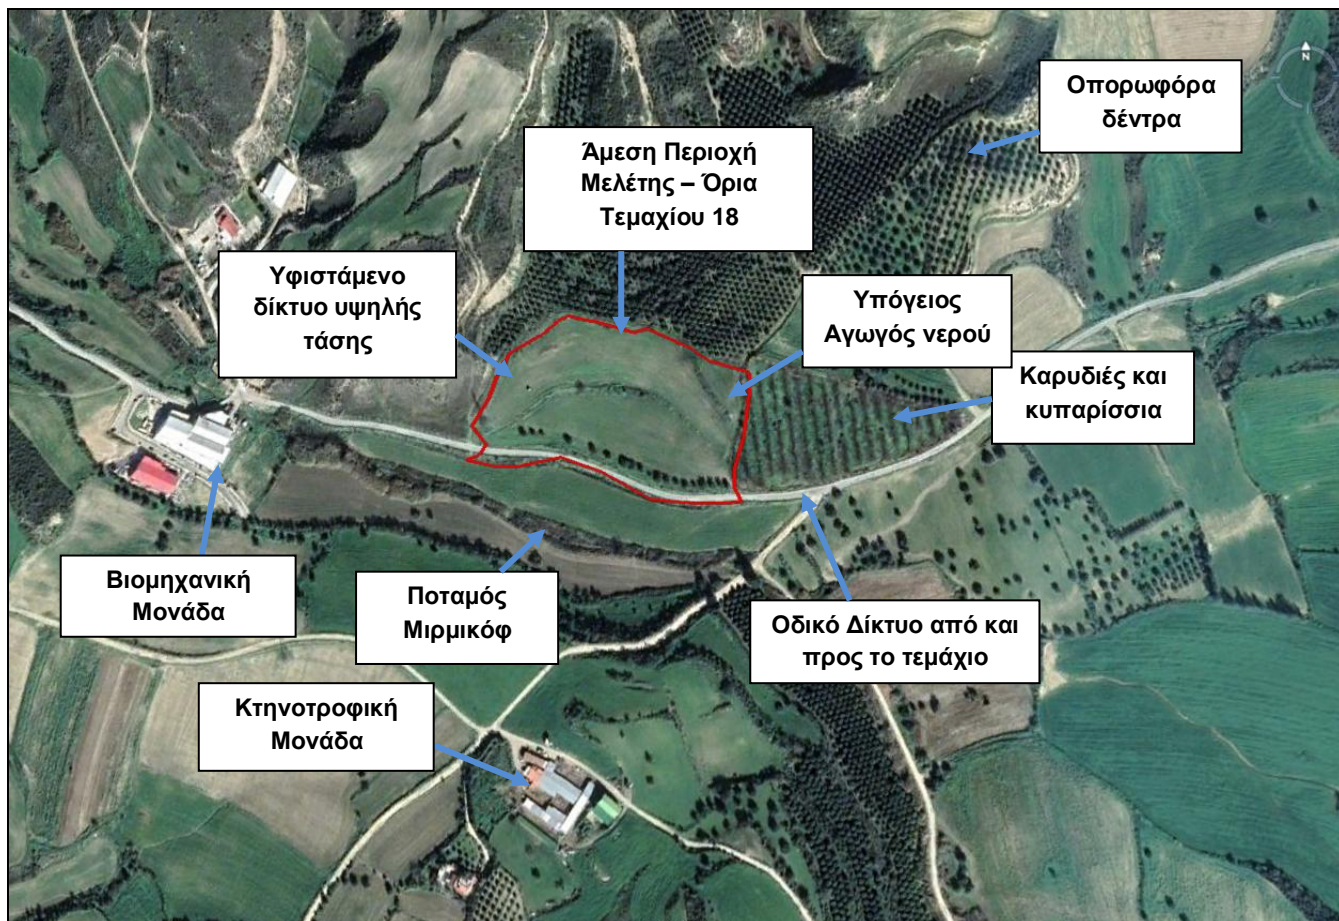 Οπορωφόρα
δέντρα
Άμεση Περιοχή
Μελέτης – Όρια
Τεμαχίου 18
Υφιστάμενο
δίκτυο υψηλής
τάσης
Υπόγειος
Αγωγός νερού
Καρυδιές και
κυπαρίσσια
Βιομηχανική
Μονάδα
Ποταμός
Μιρμικόφ
Οδικό Δίκτυο από και
προς το τεμάχιο
Κτηνοτροφική
Μονάδα
N